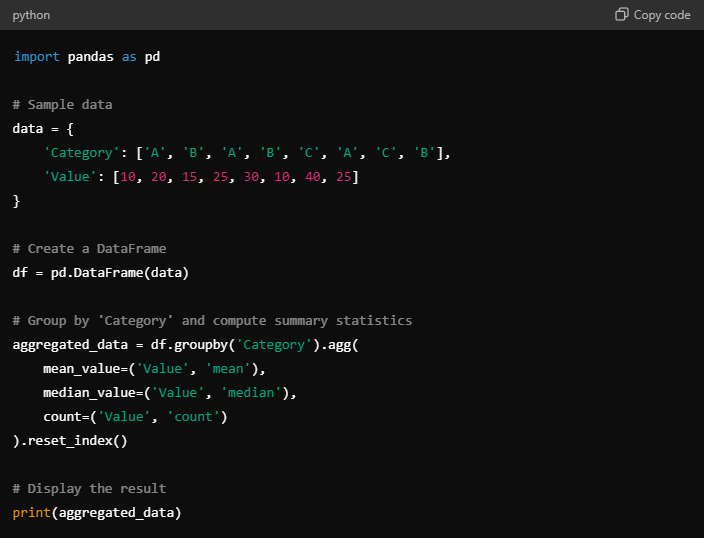 python
Copy code
import pandas as pd
# Sample data
data = {
    'Category': ['A', 'B', 'A', 'B', 'C', 'A', 'C', 'B'],
    'Value': [10, 20, 15, 25, 30, 10, 40, 25]
}
# Create a DataFrame
df = pd.DataFrame(data)
# Group by 'Category' and compute summary statistics
aggregated_data = df.groupby('Category').agg(
    mean_value=('Value', 'mean'),
    median_value=('Value', 'median'),
    count=('Value', 'count')
).reset_index()
# Display the result
print(aggregated_data)